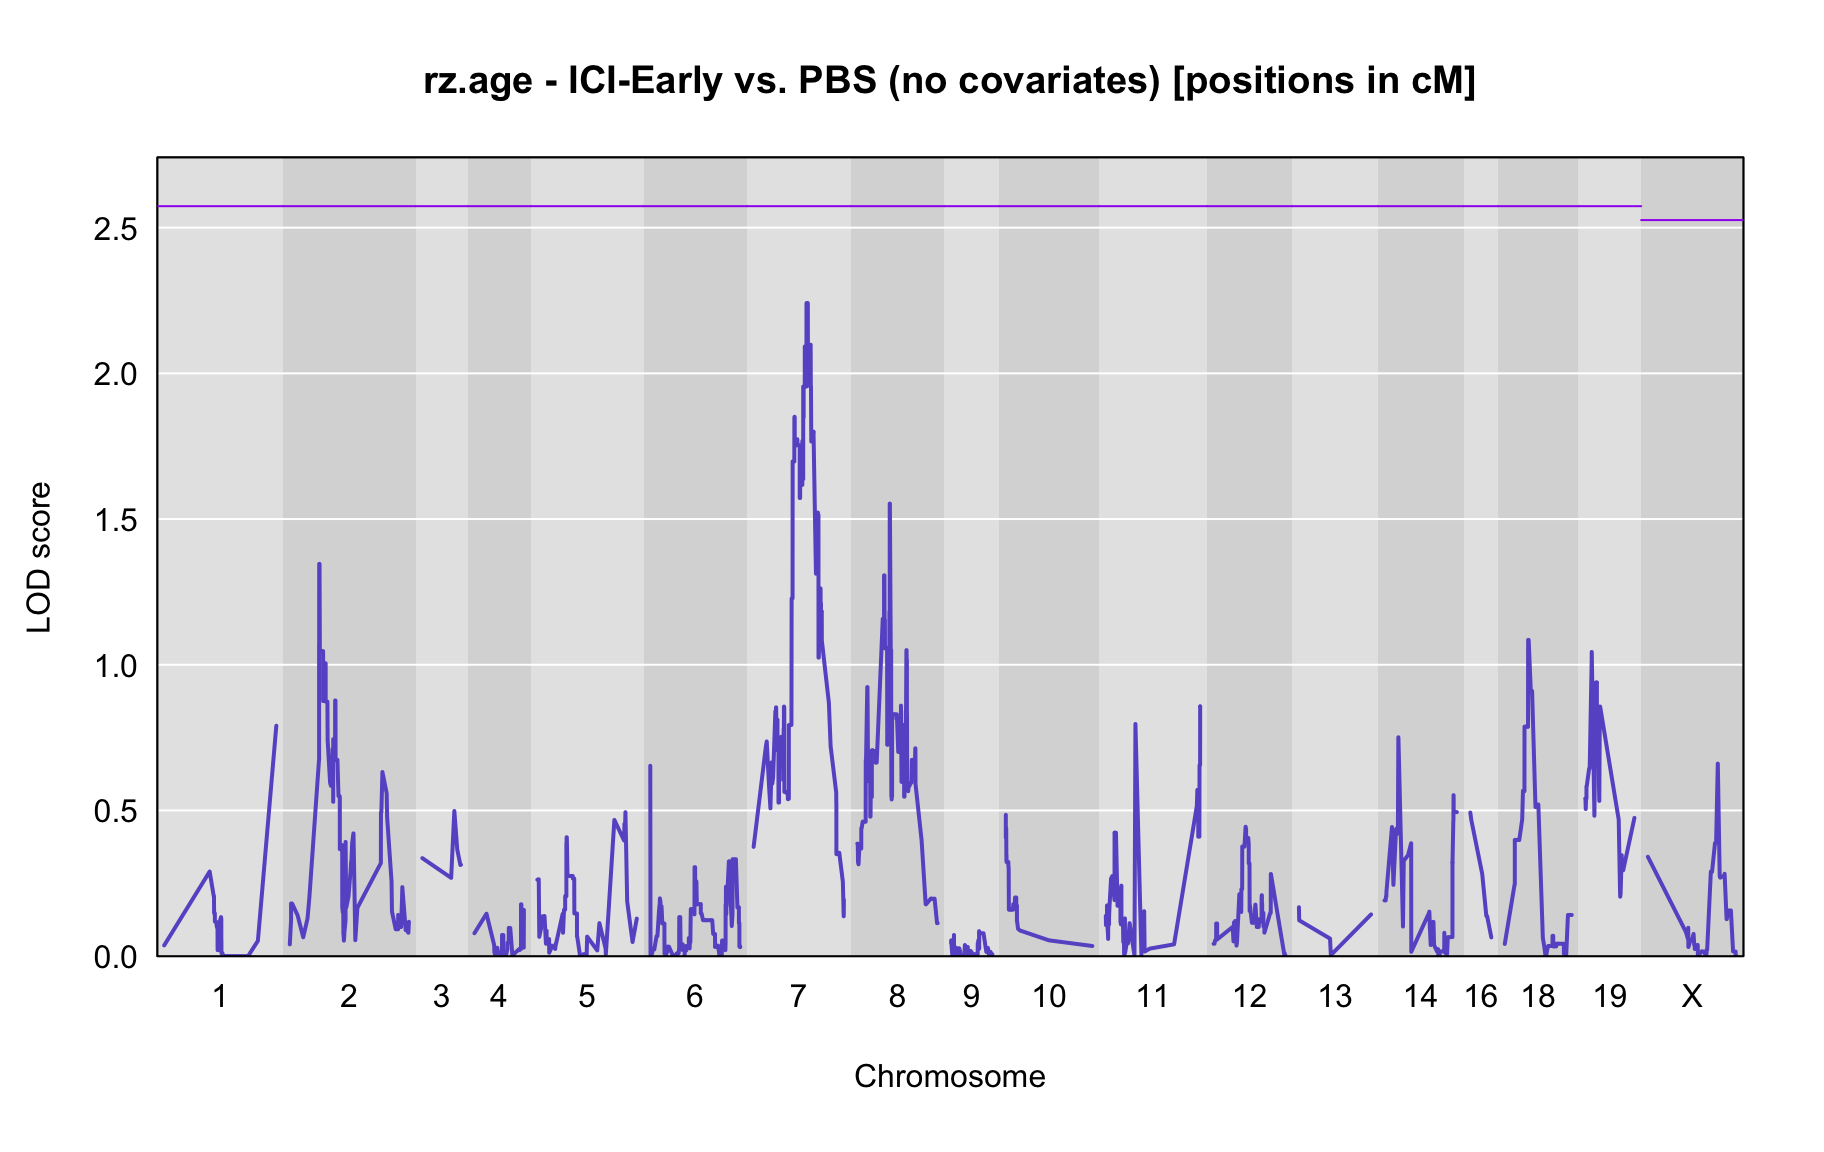 rz.age - ICI-Early vs. PBS (no covariates) [positions in cM]
LOD score
2.5
2.0
1.5
1.0
0.5
0.0
1 2 3 4 5 6 7 8 9 10 11 12 13 14 16 18 19 X
Chromosome